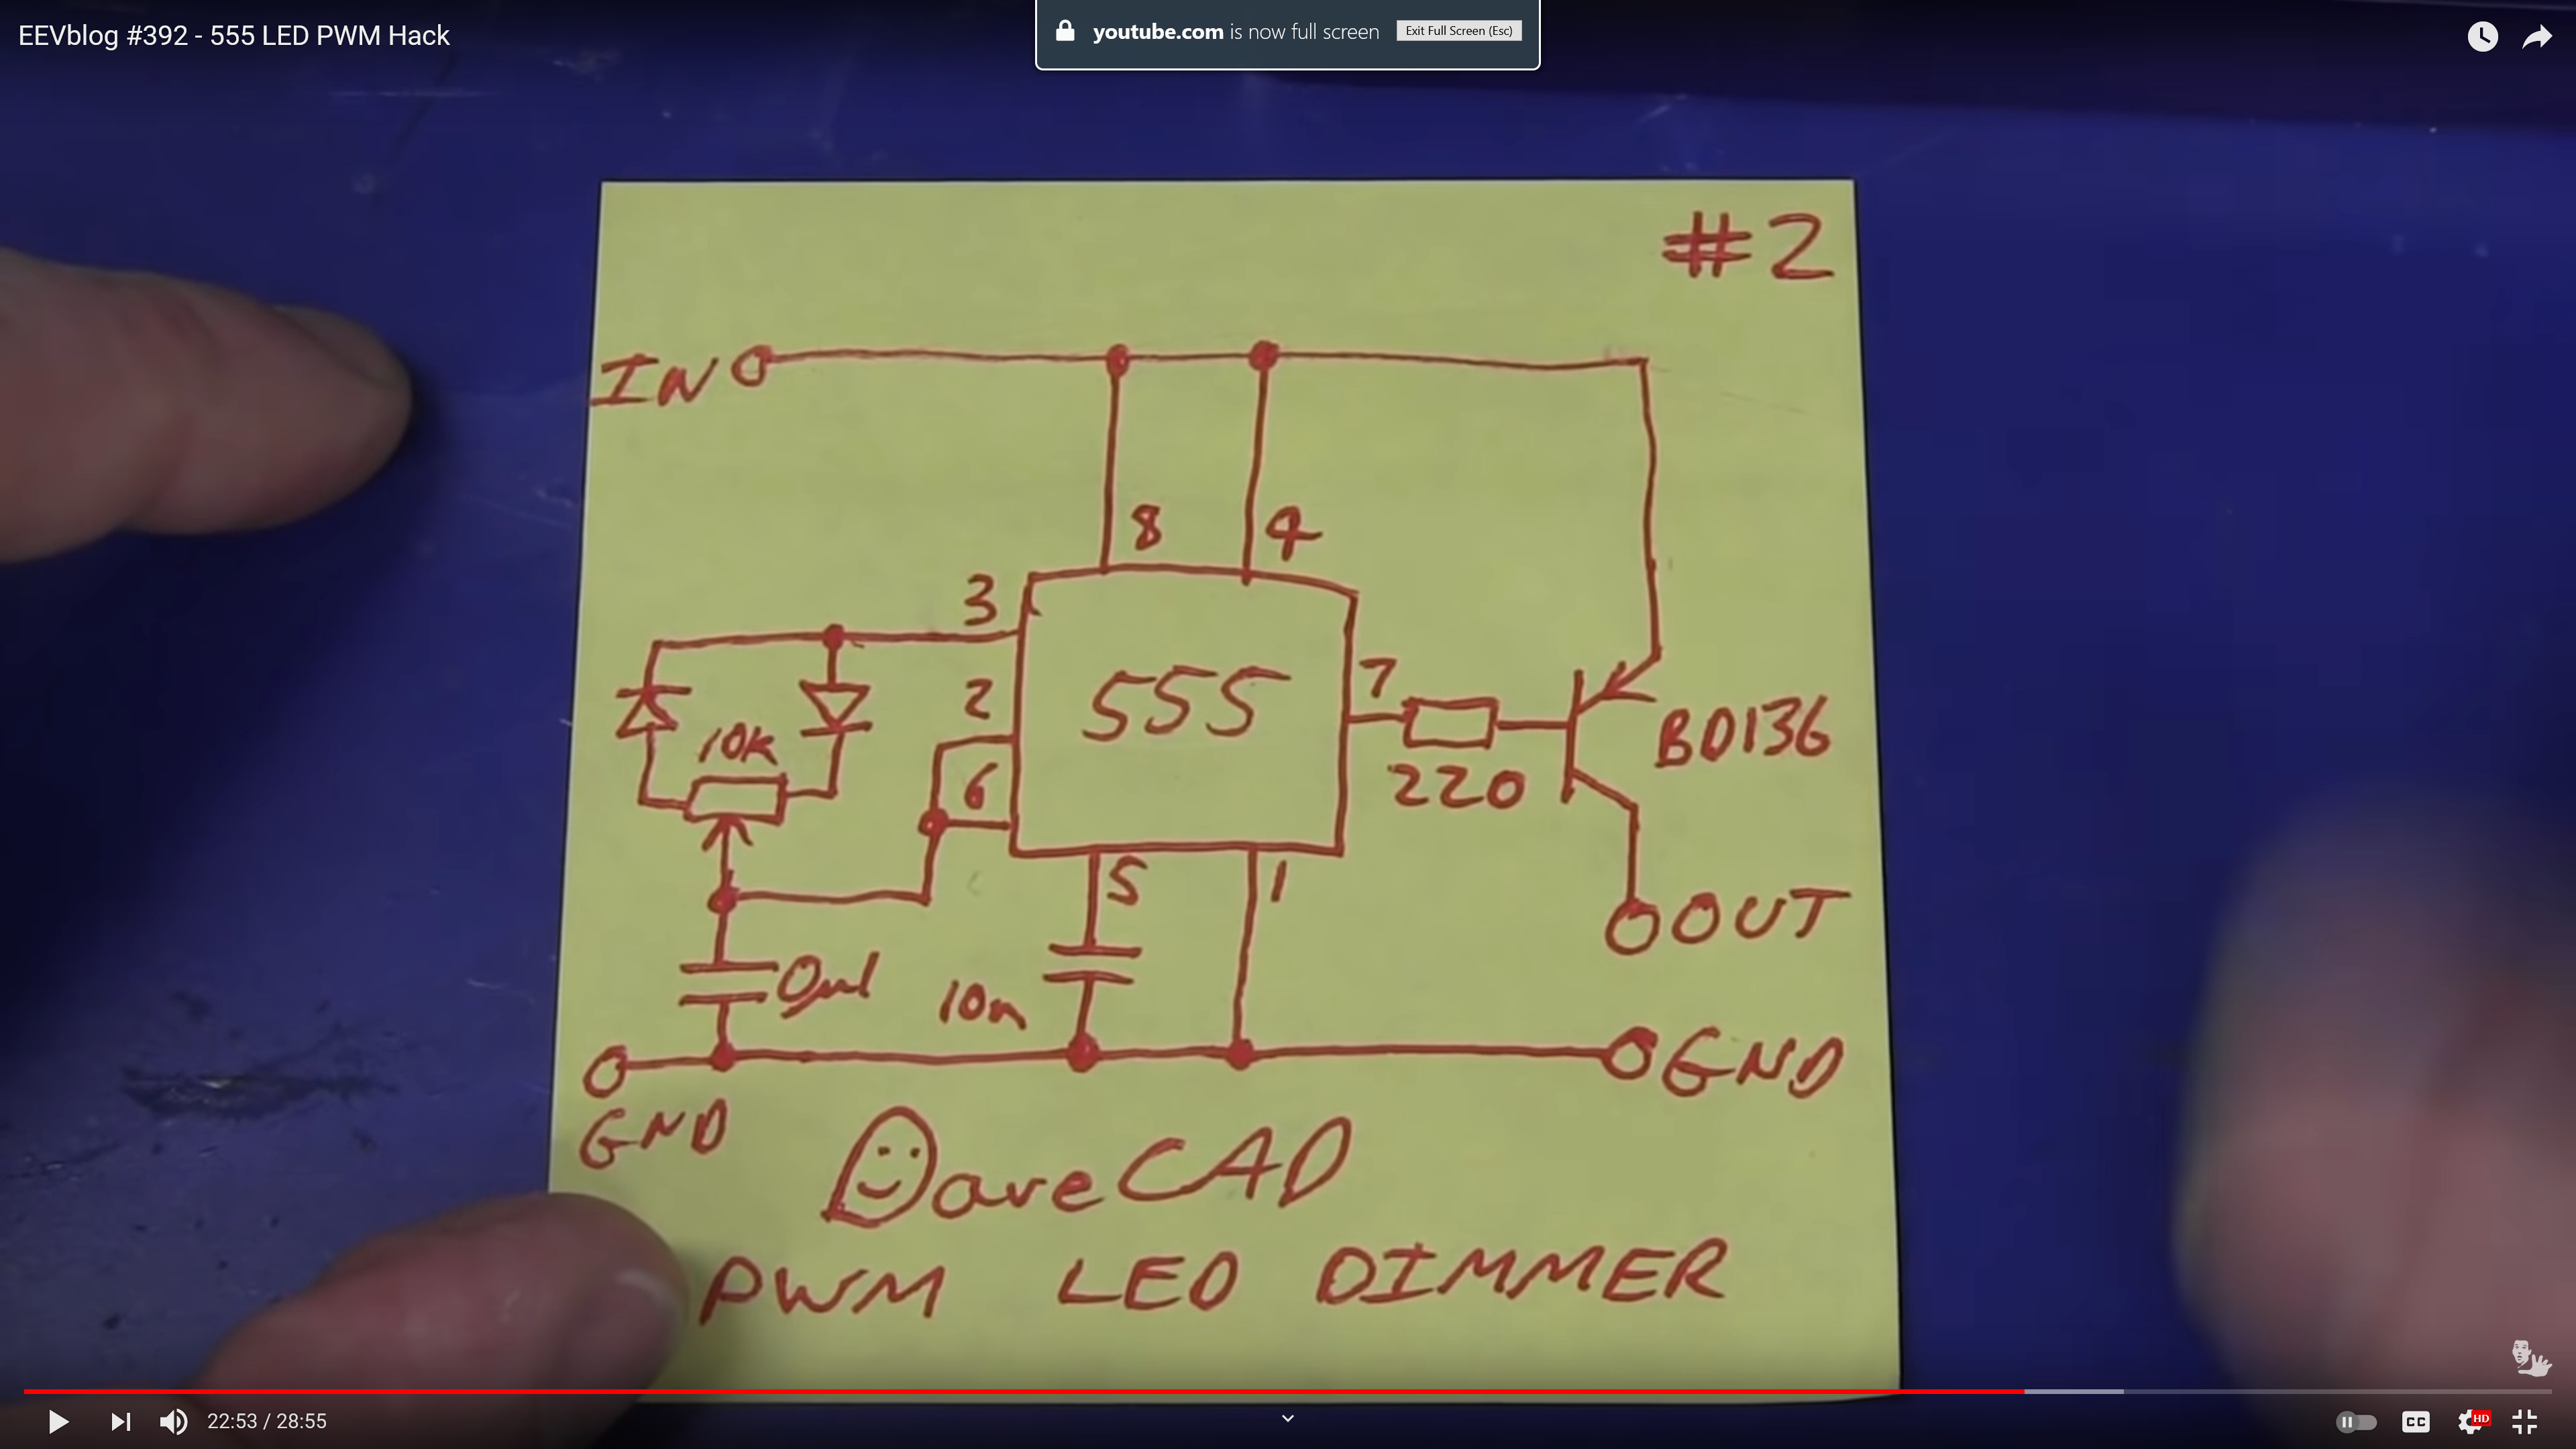 EEVblog #392 - 555 LED PWM Hack
youtube.com is now full screen
Exit Full Screen (Esc)
#2
IN
8
4
3
2
6
555
7
10k
220
BD136
5
1
OUT
0μ1
10n
GND
GND
DaveCAD
PWM LED DIMMER
22:53 / 28:55
CC
HD